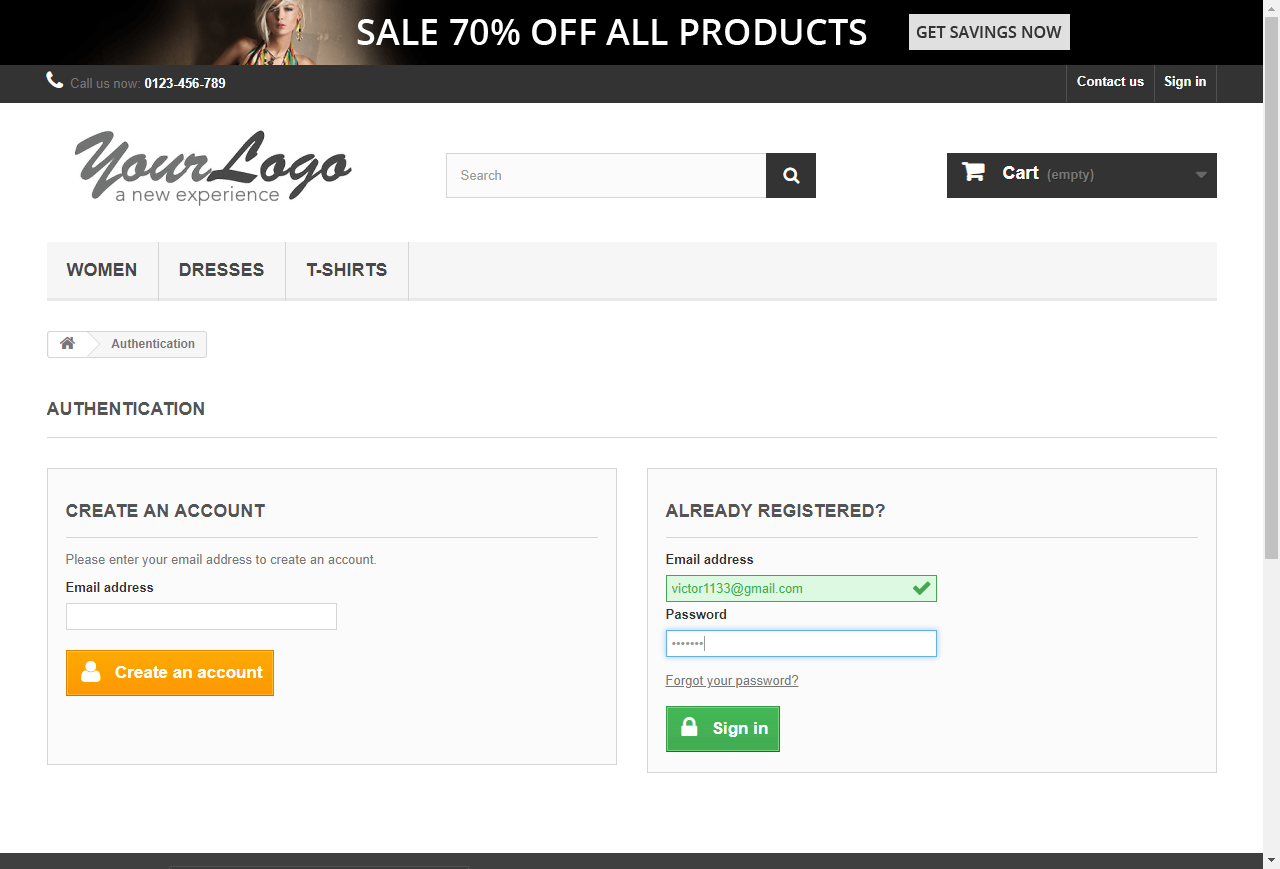 SALE 70% OFF ALL PRODUCTS
GET SAVINGS NOW
Call us now: 0123-456-789
Contact us
Sign in
YourLogo
a new experience
Search
Cart (empty)
WOMEN
DRESSES
T-SHIRTS
Authentication
AUTHENTICATION
CREATE AN ACCOUNT
Please enter your email address to create an account.
Email address
Create an account
ALREADY REGISTERED?
Email address
victor1133@gmail.com
Password
•••••••
Forgot your password?
Sign in